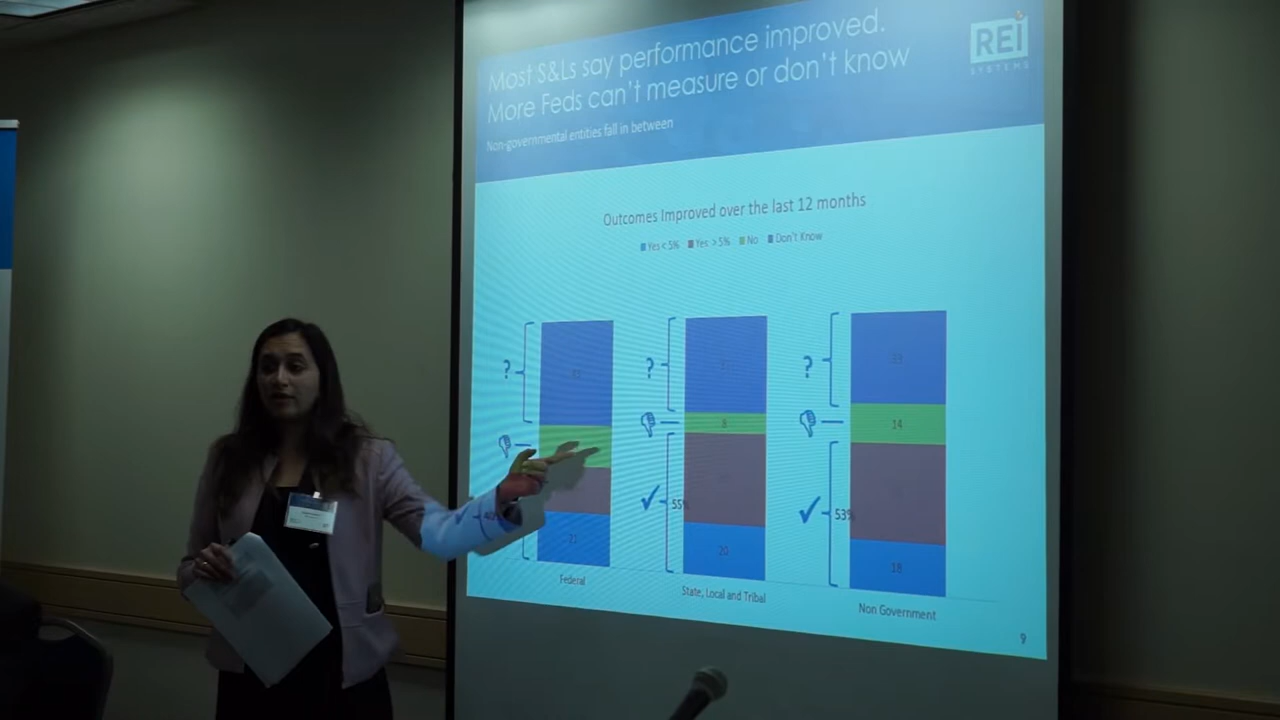 Most S&Ls say performance improved.
More Feds can't measure or don't know
Non-governmental entities fall in between
REI
SYSTEMS
Outcomes Improved over the last 12 months
Yes < 5% Yes > 5% No Don't Know
? ? ?
33
8 14
55% 53%
21 20 18
Federal State, Local and Tribal Non Government
9